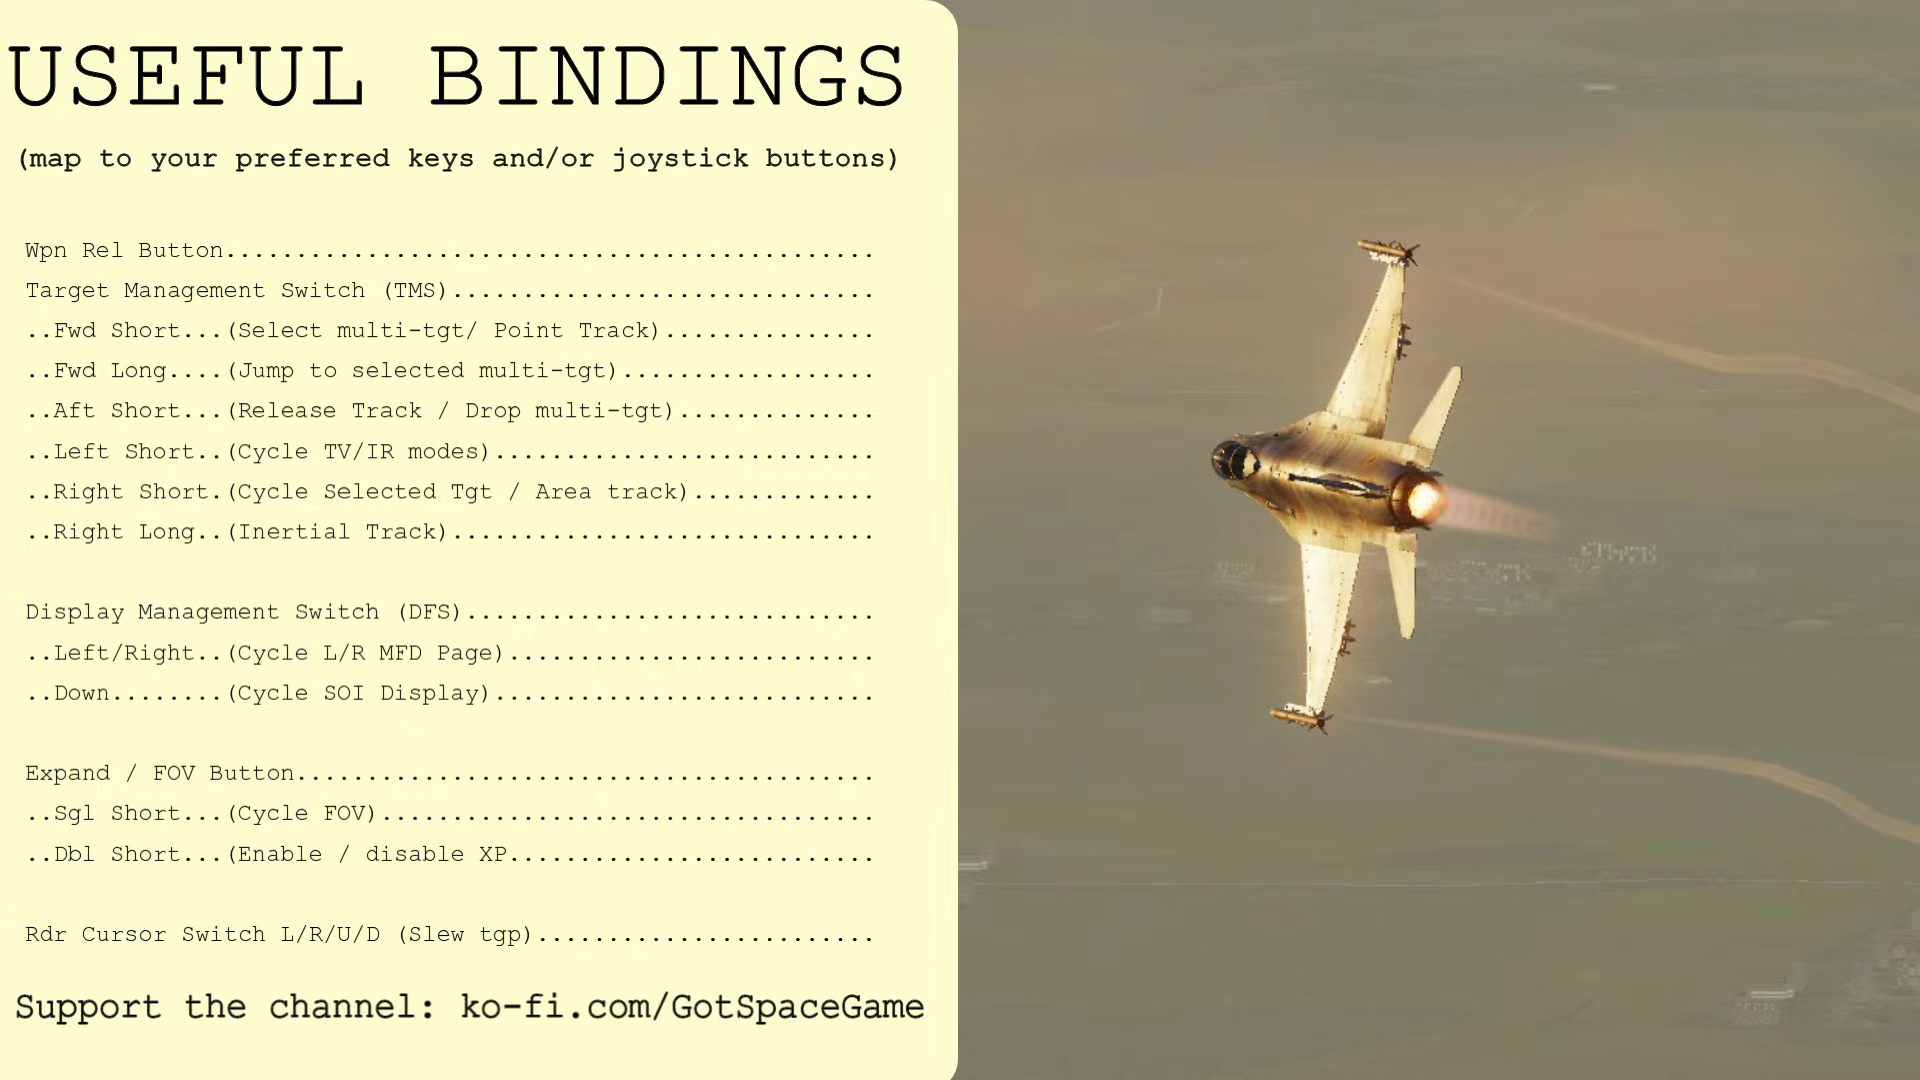 USEFUL BINDINGS
(map to your preferred keys and/or joystick buttons)
Wpn Rel Button..............................................
Target Management Switch (TMS)..............................
..Fwd Short...(Select multi-tgt/ Point Track)...............
..Fwd Long....(Jump to selected multi-tgt)..................
..Aft Short...(Release Track / Drop multi-tgt)..............
..Left Short..(Cycle TV/IR modes)...........................
..Right Short.(Cycle Selected Tgt / Area track).............
..Right Long..(Inertial Track)..............................
Display Management Switch (DFS).............................
..Left/Right..(Cycle L/R MFD Page)..........................
..Down........(Cycle SOI Display)...........................
Expand / FOV Button.........................................
..Sgl Short...(Cycle FOV)...................................
..Dbl Short...(Enable / disable XP..........................
Rdr Cursor Switch L/R/U/D (Slew tgp)........................
Support the channel: ko-fi.com/GotSpaceGame